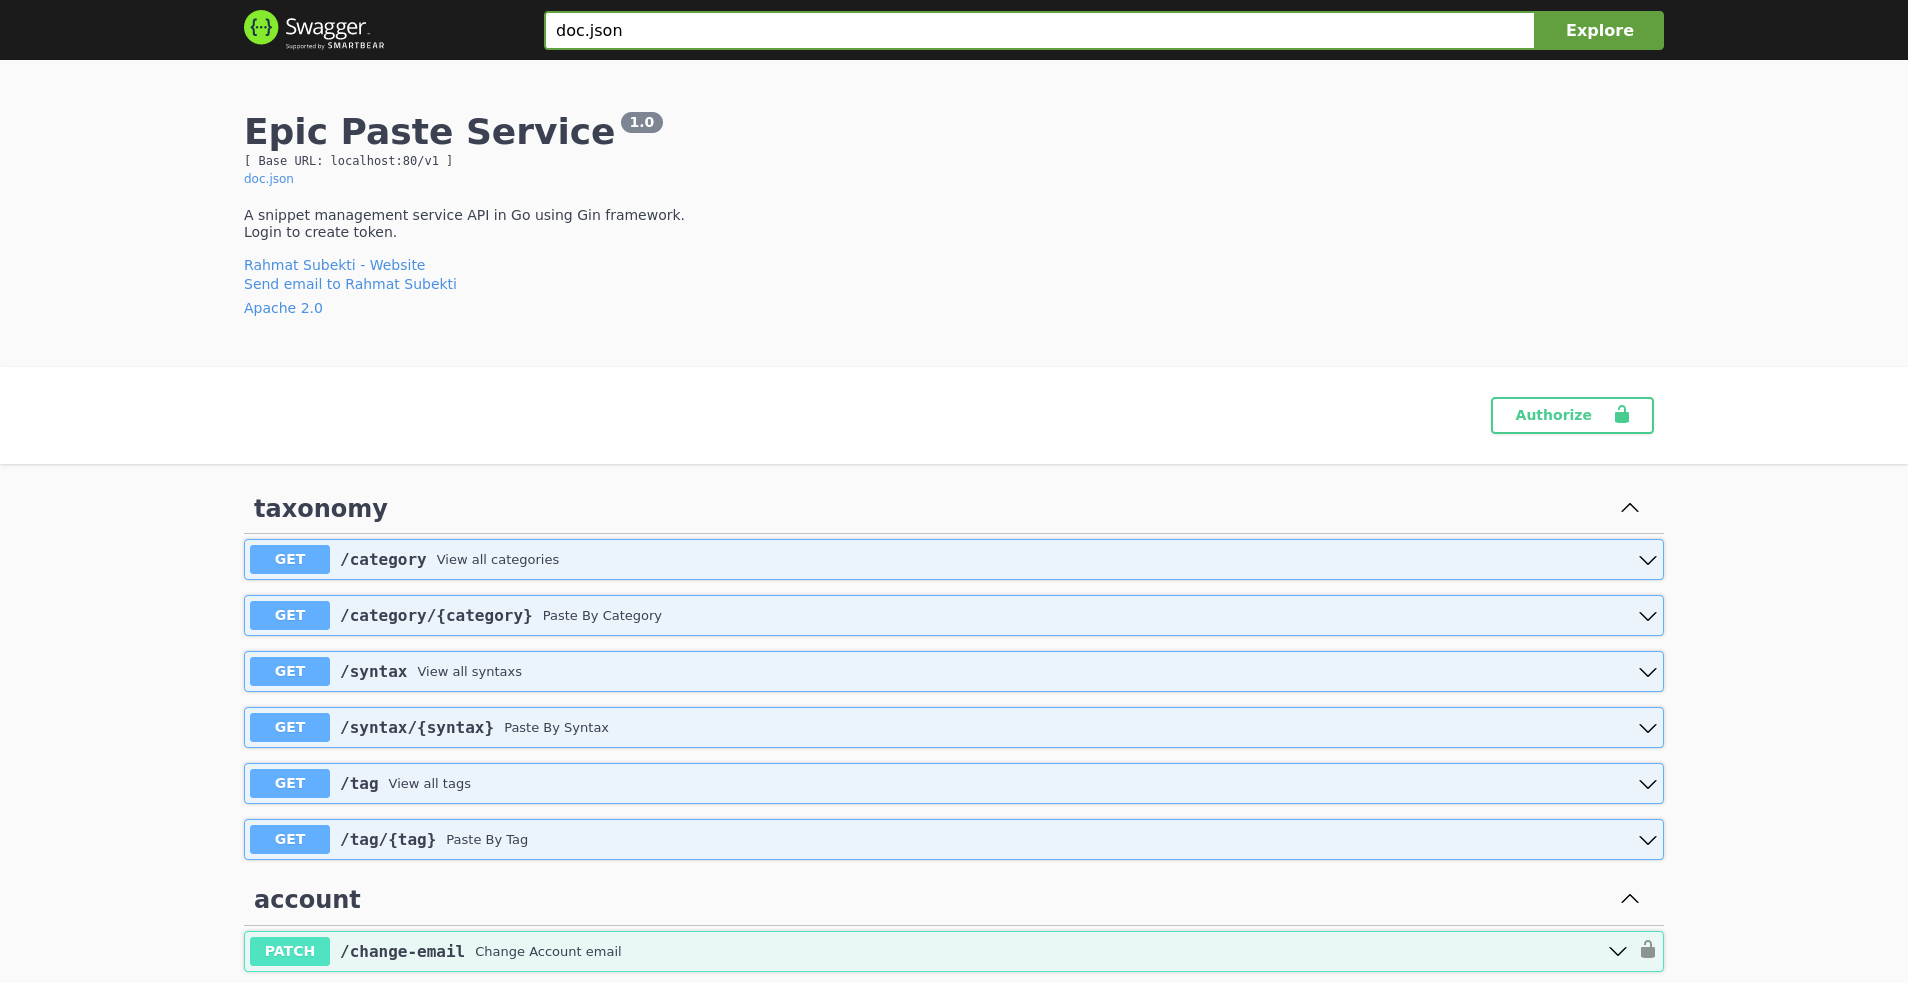 Swagger
Supported by SMARTBEAR
doc.json
Explore
Epic Paste Service 1.0
[ Base URL: localhost:80/v1 ]
doc.json
A snippet management service API in Go using Gin framework.
Login to create token.
Rahmat Subekti - Website
Send email to Rahmat Subekti
Apache 2.0
Authorize
taxonomy
GET /category View all categories
GET /category/{category} Paste By Category
GET /syntax View all syntaxs
GET /syntax/{syntax} Paste By Syntax
GET /tag View all tags
GET /tag/{tag} Paste By Tag
account
PATCH /change-email Change Account email